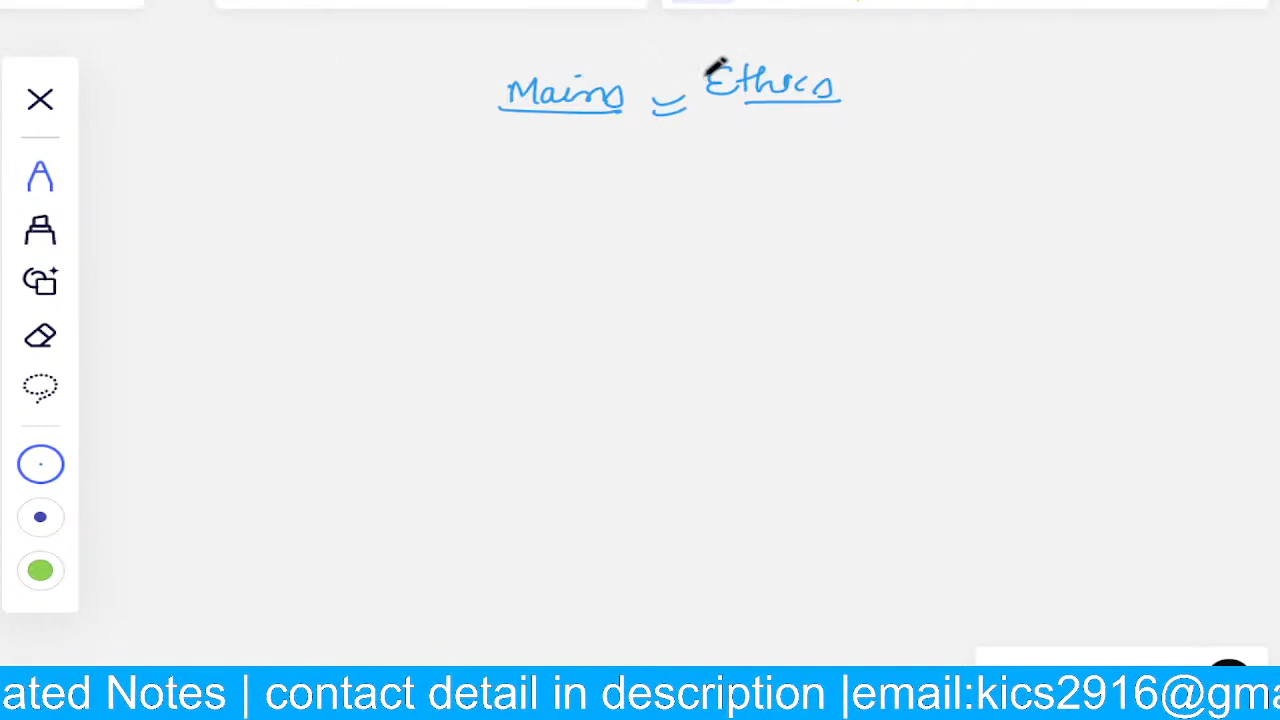 Mains = Ethics
ated Notes | contact detail in description |email:kics2916@gma